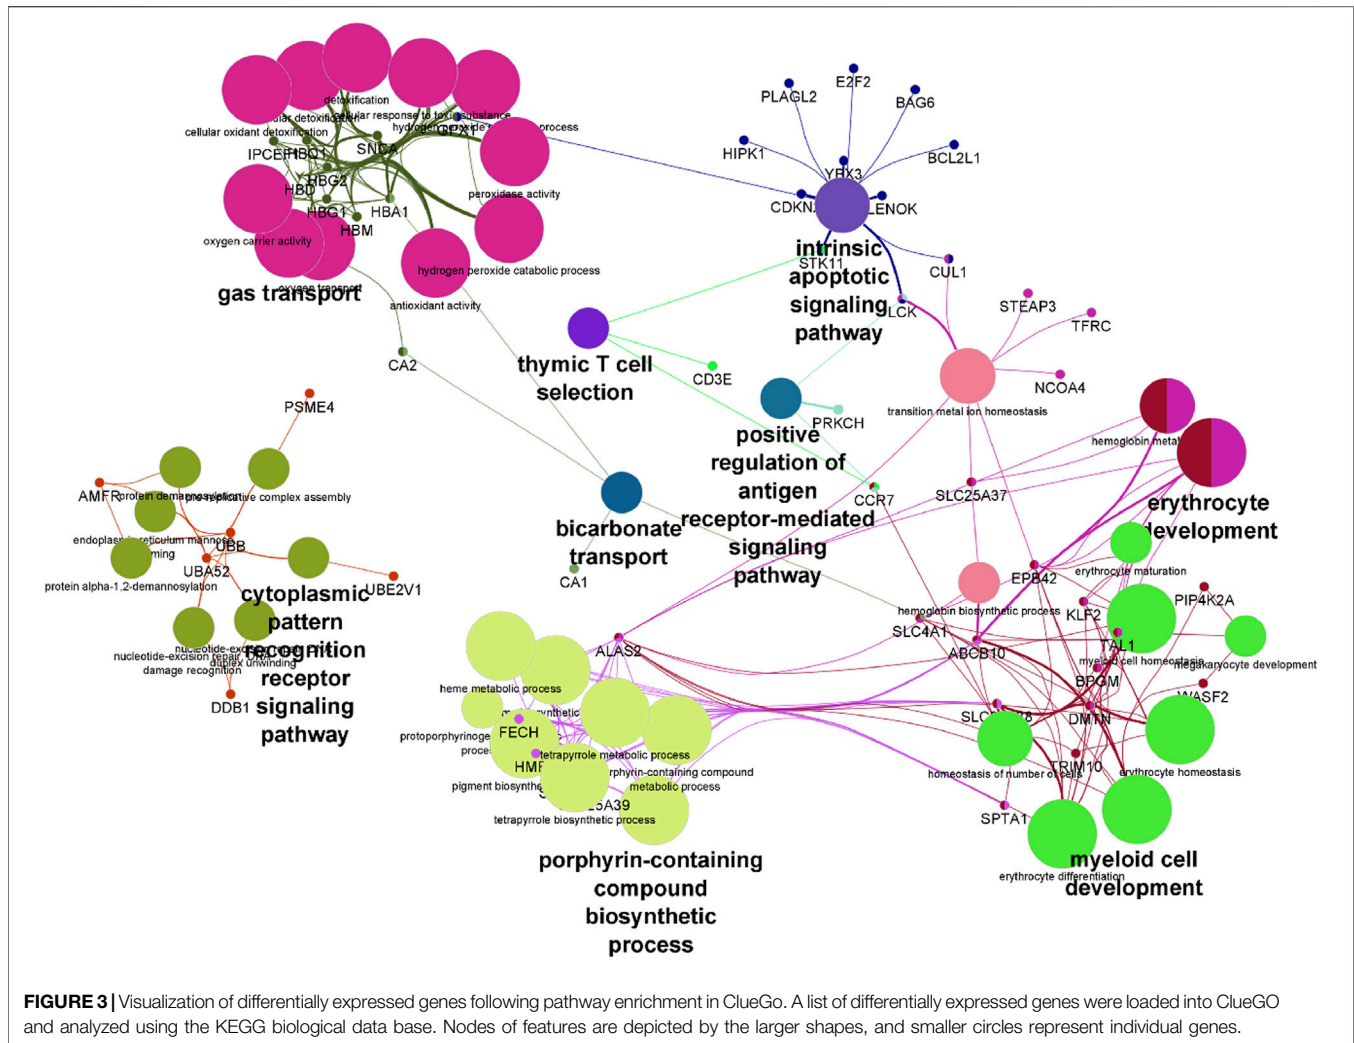 detoxification
cellular response to toxic substance
cellular oxidant detoxification
process
IPCEF1
HBQ1
SNCA
HBG2
HBD
HBG1
HBA1
HBM
peroxidase activity
oxygen carrier activity
hydrogen peroxide catabolic process
oxygen transport
gas transport
antioxidant activity
CA2
PLAGL2
E2F2
BAG6
HIPK1
BCL2L1
YBX3
CDKN
LENOK
STK11
intrinsic
apoptotic
signaling
pathway
CUL1
LCK
STEAP3
TFRC
NCOA4
transition metal ion homeostasis
thymic T cell
selection
CD3E
PRKCH
positive
regulation of
antigen
receptor-mediated
signaling
pathway
CCR7
bicarbonate
transport
CA1
PSME4
AMFR
protein demannosylation
pre-replicative complex assembly
endoplasmic reticulum mannose
UBB
UBA52
protein alpha-1,2-demannosylation
UBE2V1
cytoplasmic
pattern
recognition
receptor
signaling
pathway
nucleotide-excision repair
damage recognition
duplex unwinding
DDB1
hemoglobin meta
SLC25A37
erythrocyte
development
erythrocyte maturation
EPB42
PIP4K2A
KLF2
hemoglobin biosynthetic process
SLC4A1
ALAS2
ABCB10
TAL1
myeloid cell homeostasis
megakaryocyte development
BPGM
WASF2
DMTN
TRIM10
homeostasis of number of cells
erythrocyte homeostasis
SPTA1
erythrocyte differentiation
myeloid cell
development
heme metabolic process
FECH
tetrapyrrole metabolic process
metabolic process
tetrapyrrole biosynthetic process
porphyrin-containing
compound
biosynthetic
process
FIGURE 3 | Visualization of differentially expressed genes following pathway enrichment in ClueGo. A list of differentially expressed genes were loaded into ClueGO
and analyzed using the KEGG biological data base. Nodes of features are depicted by the larger shapes, and smaller circles represent individual genes.